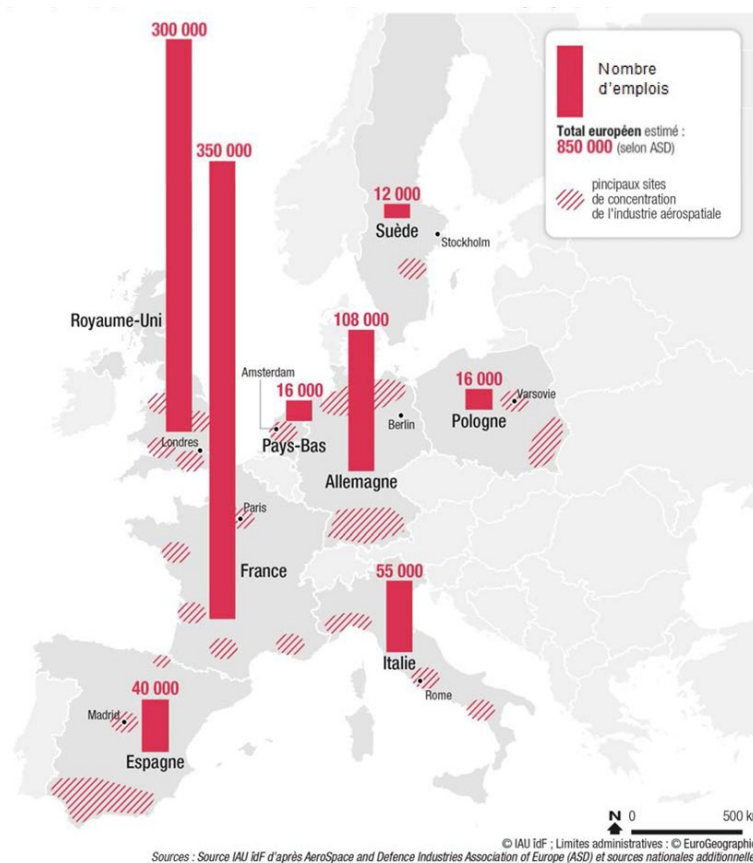 300 000
Nombre
d'emplois
Total européen estimé :
850 000 (selon ASD)
pincipaux sites
de concentration
de l'industrie aérospatiale
350 000
12 000
Suède
Stockholm
Royaume-Uni
108 000
Amsterdam
16 000
16 000
Varsovie
Berlin
Pologne
Pays-Bas
Londres
Allemagne
Paris
France
55 000
Italie
Rome
40 000
Madrid
Espagne
N 0 500 k
© IAU îdF ; Limites administratives : © EuroGeographi
Sources : Source IAU îdF d'après AeroSpace and Defence Industries Association of Europe (ASD) et sources nationales additionnelle